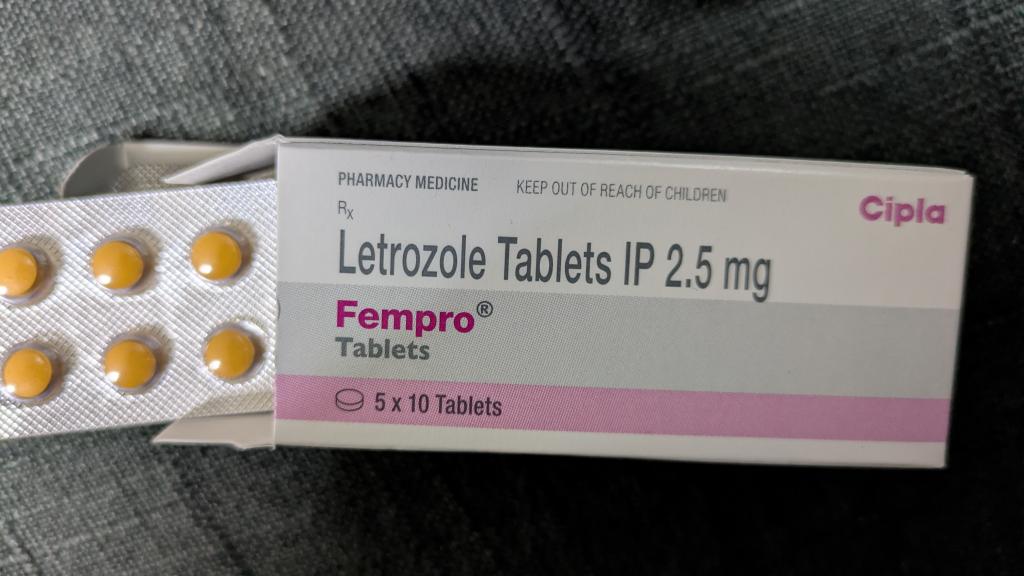 PHARMACY MEDICINE KEEP OUT OF REACH OF CHILDREN
Cipla
Rx
Letrozole Tablets IP 2.5 mg
Fempro®
Tablets
5 x 10 Tablets